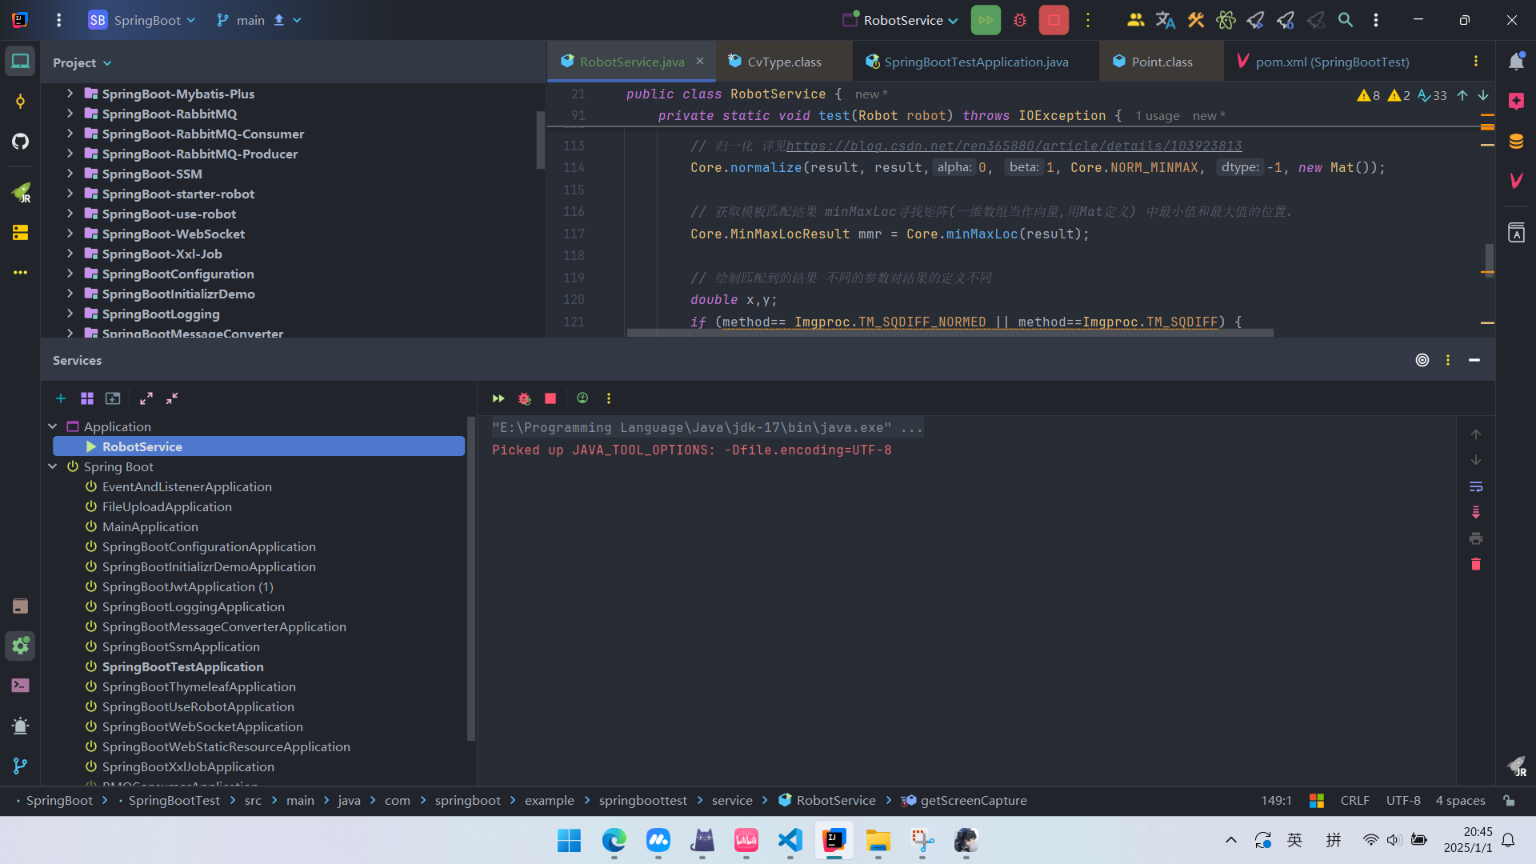 SB SpringBoot main RobotService
Project
RobotService.java CvType.class SpringBootTestApplication.java Point.class pom.xml (SpringBootTest)
SpringBoot-Mybatis-Plus
SpringBoot-RabbitMQ
SpringBoot-RabbitMQ-Consumer
SpringBoot-RabbitMQ-Producer
SpringBoot-SSM
SpringBoot-starter-robot
SpringBoot-use-robot
SpringBoot-WebSocket
SpringBoot-Xxl-Job
SpringBootConfiguration
SpringBootInitializrDemo
SpringBootLogging
SpringBootMessageConverter
21 public class RobotService { new *
8 2 33
91 private static void test(Robot robot) throws IOException { 1 usage new *
113 // 归一化 详见https://blog.csdn.net/ren365880/article/details/103923813
114 Core.normalize(result, result, alpha: 0, beta: 1, Core.NORM_MINMAX, dtype: -1, new Mat());
115
116 // 获取模板匹配结果 minMaxLoc寻找矩阵(一维数组当作向量,用Mat定义) 中最小值和最大值的位置.
117 Core.MinMaxLocResult mmr = Core.minMaxLoc(result);
118
119 // 绘制匹配到的结果 不同的参数对结果的定义不同
120 double x,y;
121 if (method== Imgproc.TM_SQDIFF_NORMED || method==Imgproc.TM_SQDIFF) {
Services
Application
RobotService
Spring Boot
EventAndListenerApplication
FileUploadApplication
MainApplication
SpringBootConfigurationApplication
SpringBootInitializrDemoApplication
SpringBootJwtApplication (1)
SpringBootLoggingApplication
SpringBootMessageConverterApplication
SpringBootSsmApplication
SpringBootTestApplication
SpringBootThymeleafApplication
SpringBootUseRobotApplication
SpringBootWebSocketApplication
SpringBootWebStaticResourceApplication
SpringBootXxlJobApplication
"E:\Programming Language\Java\jdk-17\bin\java.exe" ...
Picked up JAVA_TOOL_OPTIONS: -Dfile.encoding=UTF-8
SpringBoot SpringBootTest src main java com springboot example springboottest service RobotService getScreenCapture
149:1 CRLF UTF-8 4 spaces
英 拼 20:45
2025/1/1